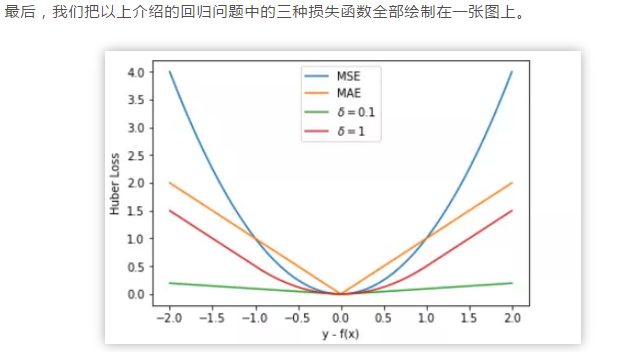 最后，我们把以上介绍的回归问题中的三种损失函数全部绘制在一张图上。
MSE
MAE
δ = 0.1
δ = 1
Huber Loss
4.0
3.5
3.0
2.5
2.0
1.5
1.0
0.5
0.0
−2.0 −1.5 −1.0 −0.5 0.0 0.5 1.0 1.5 2.0
y - f(x)